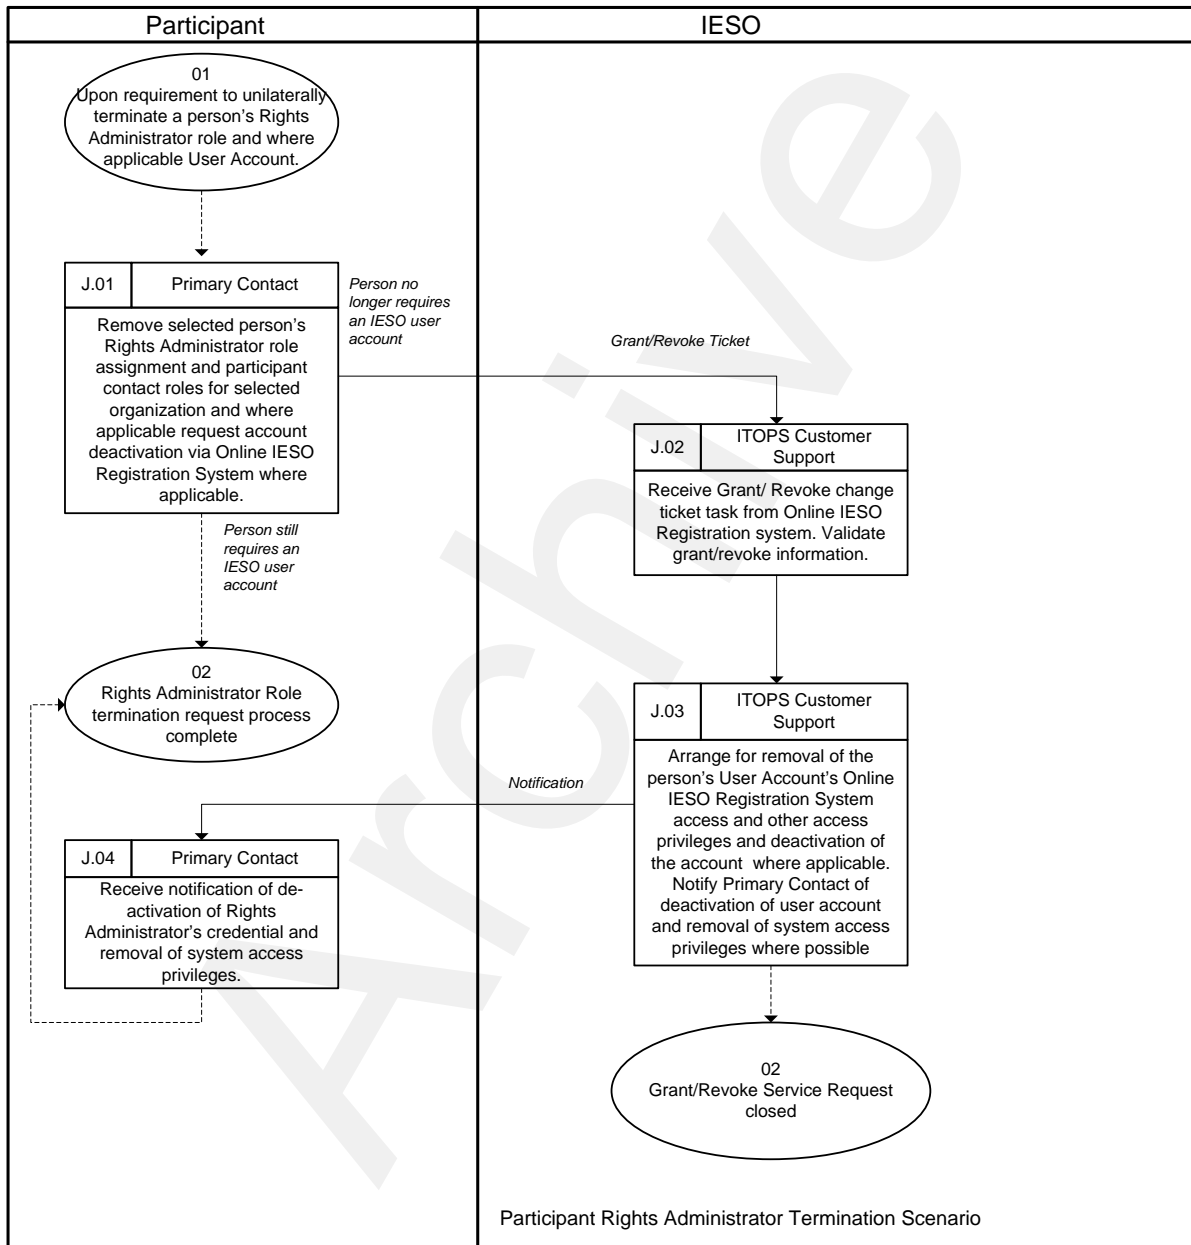 Participant
IESO
01
Upon requirement to unilaterally
terminate a person's Rights
Administrator role and where
applicable User Account.
J.01
Primary Contact
Remove selected person's
Rights Administrator role
assignment and participant
contact roles for selected
organization and where
applicable request account
deactivation via Online IESO
Registration System where
applicable.
Person no
longer requires
an IESO user
account
Grant/Revoke Ticket
J.02
ITOPS Customer
Support
Receive Grant/ Revoke change
ticket task from Online IESO
Registration system. Validate
grant/revoke information.
Person still
requires an
IESO user
account
02
Rights Administrator Role
termination request process
complete
J.03
ITOPS Customer
Support
Arrange for removal of the
person's User Account's Online
IESO Registration System
access and other access
privileges and deactivation of
the account  where applicable.
Notify Primary Contact of
deactivation of user account
and removal of system access
privileges where possible
Notification
J.04
Primary Contact
Receive notification of de-
activation of Rights
Administrator's credential and
removal of system access
privileges.
02
Grant/Revoke Service Request
closed
Participant Rights Administrator Termination Scenario
Archive